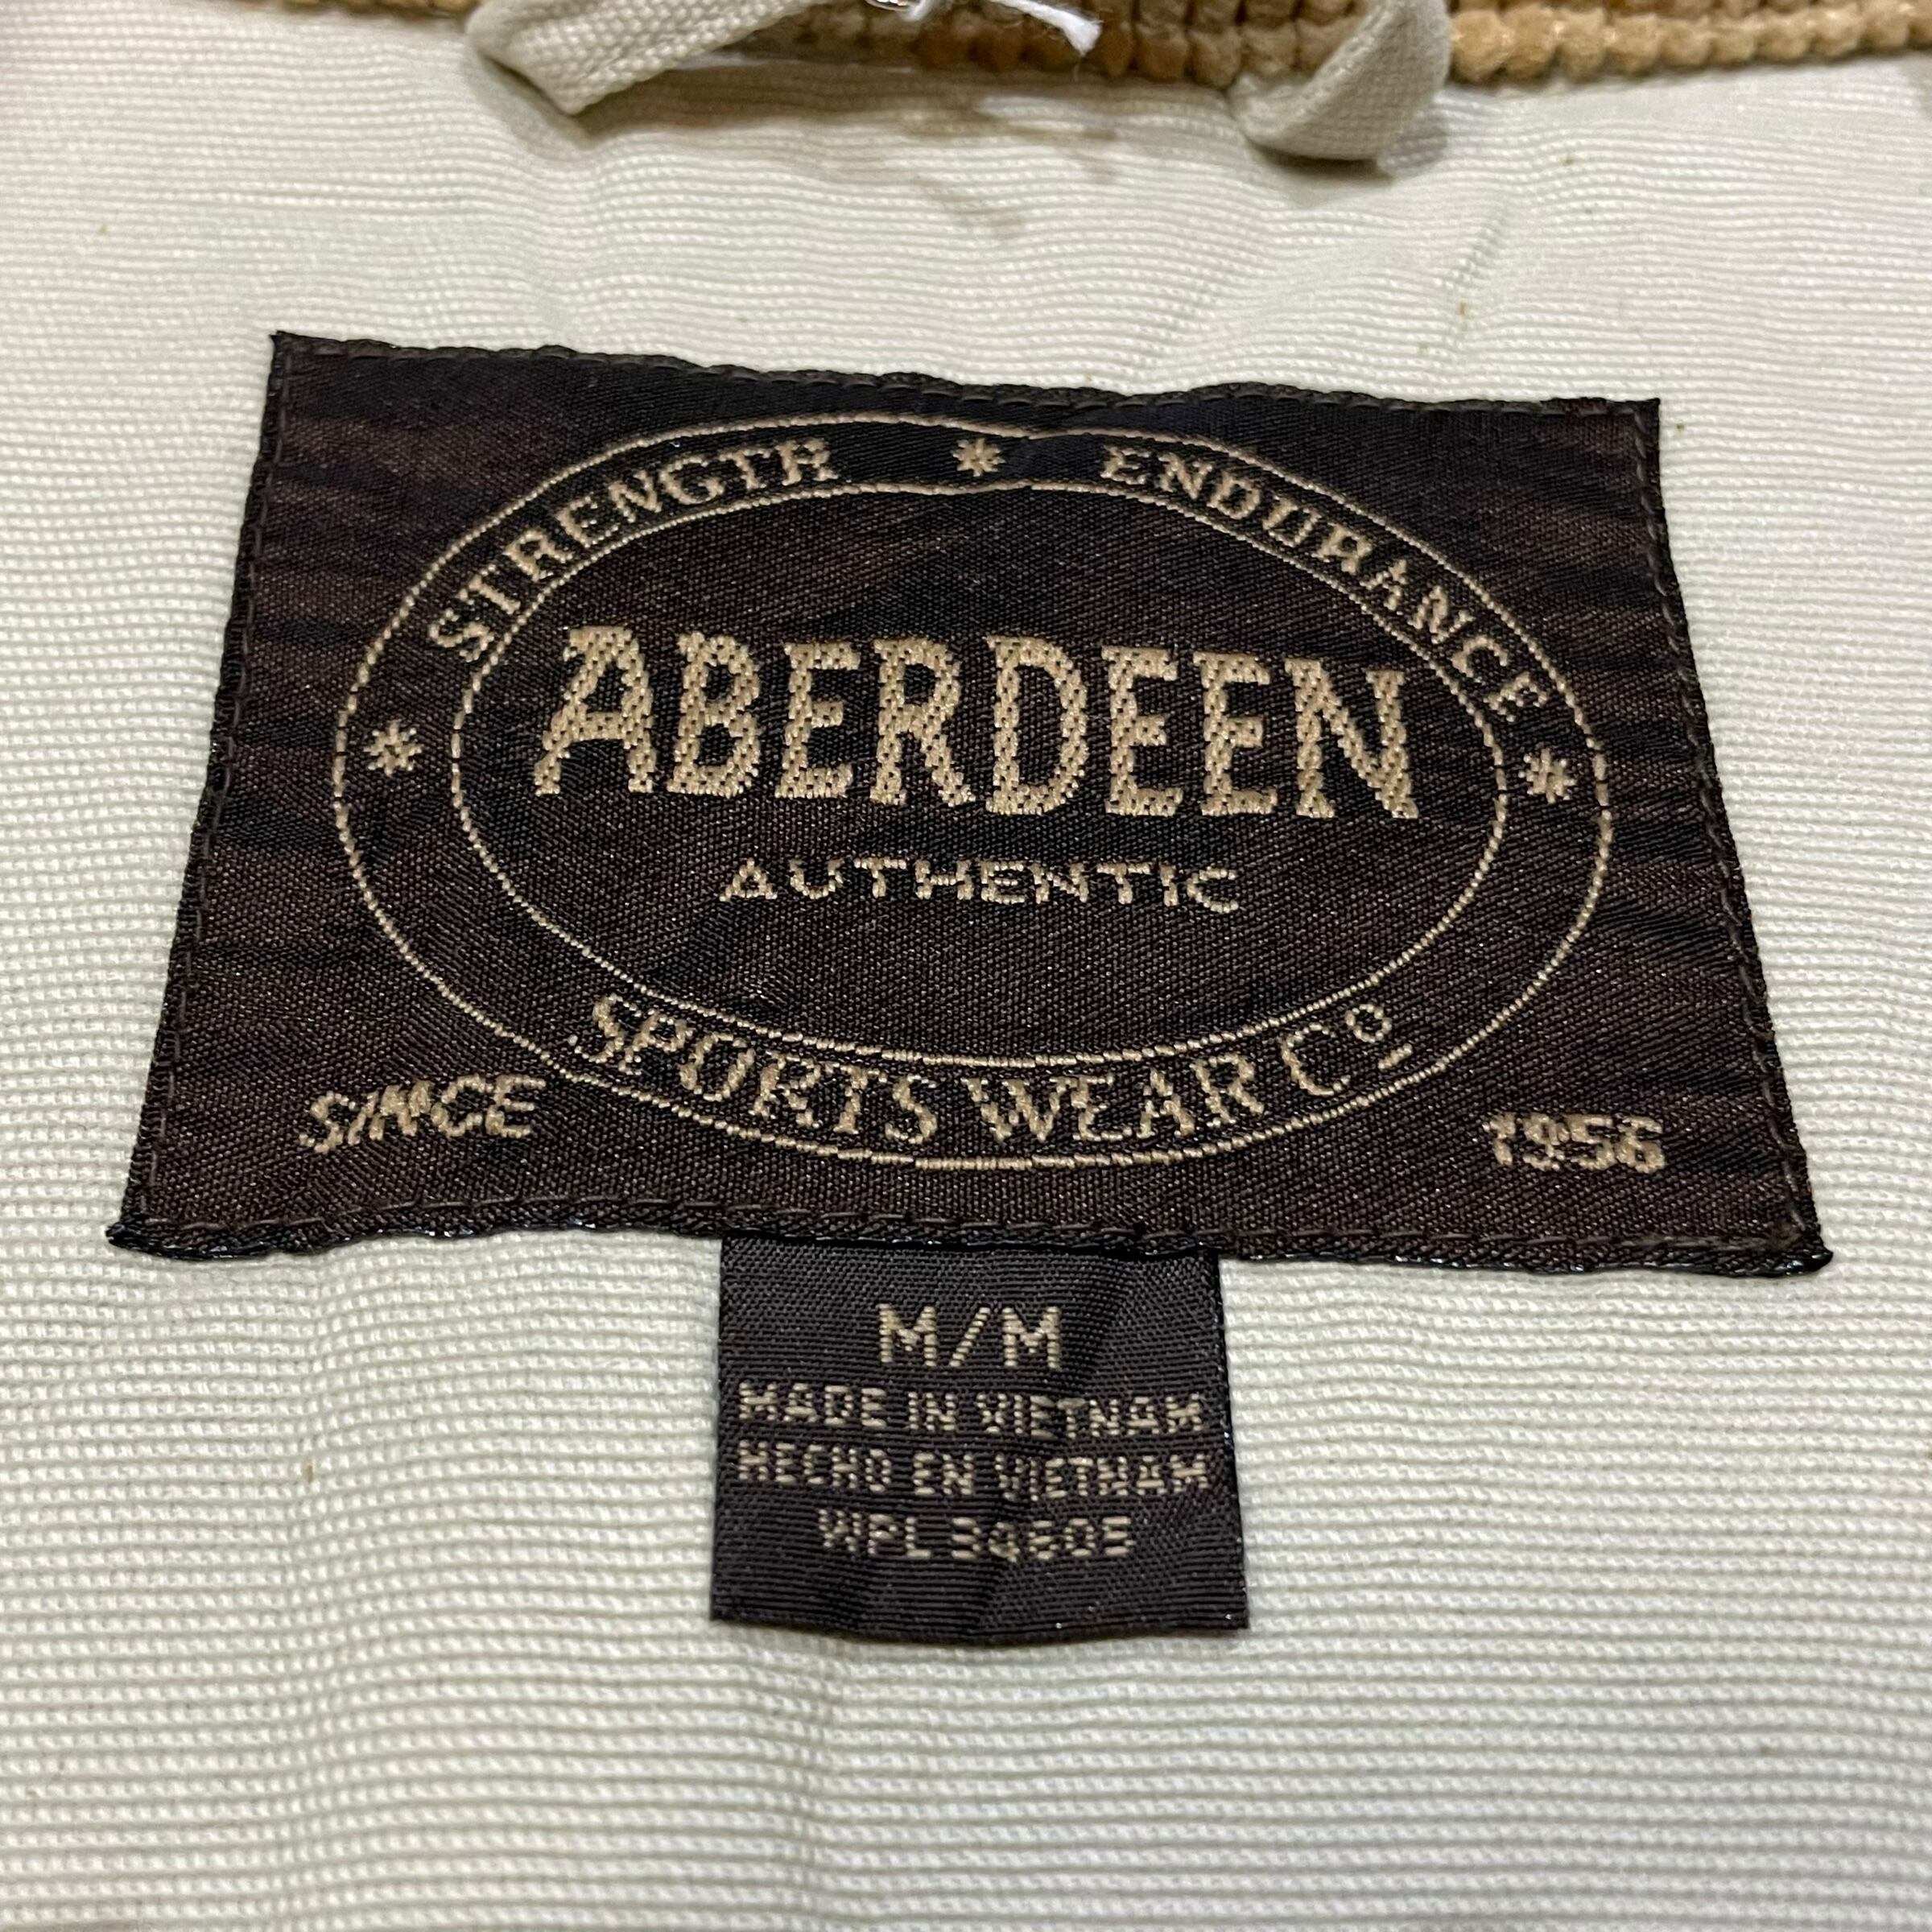 STRENGTH * ENDURANCE
ABERDEEN
AUTHENTIC
SPORTS WEAR Cº
SINCE 1956
M/M
MADE IN VIETNAM
HECHO EN VIETNAM
WPL 34605